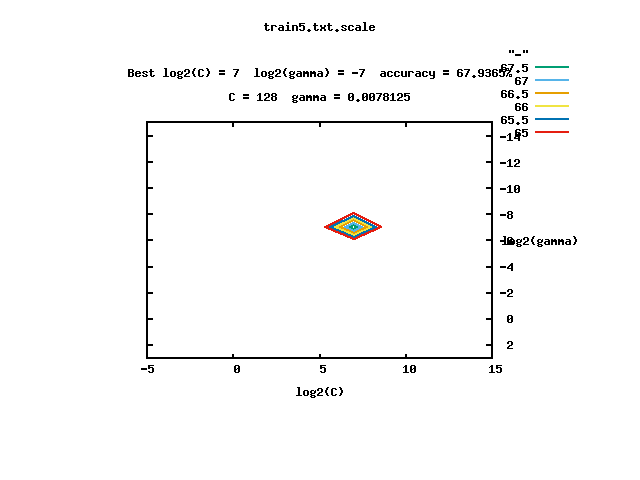 train5.txt.scale
"-"
Best log2(C) = 7  log2(gamma) = -7  accuracy = 67.9365%
67.5
67
66.5
66
65.5
65
C = 128  gamma = 0.0078125
-14
-12
-10
-8
-6
log2(gamma)
-4
-2
0
2
-5 0 5 10 15
log2(C)